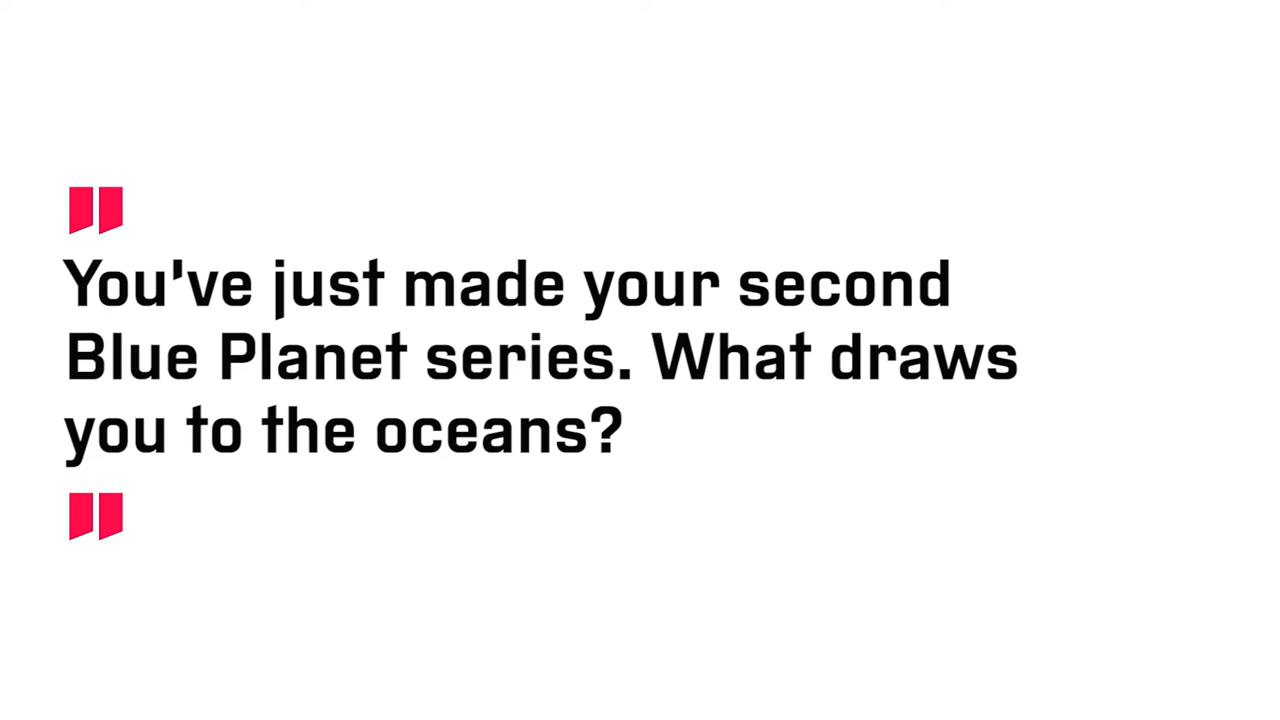 "
You've just made your second
Blue Planet series. What draws
you to the oceans?
"